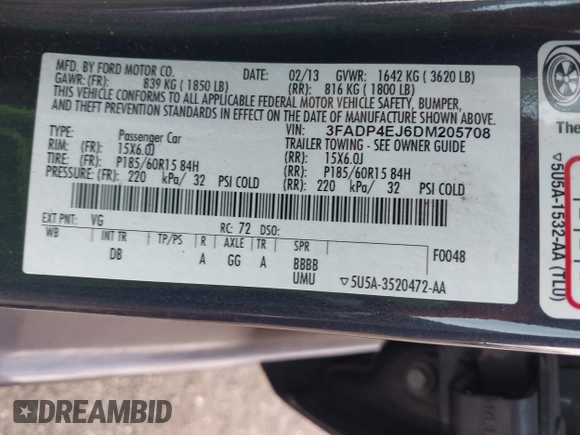 MFD. BY FORD MOTOR CO. DATE: 02/13 GVWR: 1642 KG ( 3620 LB)
GAWR: (FR): 839 KG ( 1850 LB) (RR): 816 KG ( 1800 LB)
THIS VEHICLE CONFORMS TO ALL APPLICABLE FEDERAL MOTOR VEHICLE SAFETY, BUMPER,
AND THEFT PREVENTION STANDARDS IN EFFECT ON THE DATE OF MANUFACTURE SHOWN ABOVE.
VIN: 3FADP4EJ6DM205708
TYPE: Passenger Car TRAILER TOWING - SEE OWNER GUIDE
RIM: (FR): 15X6.0J (RR): 15X6.0J
TIRE: (FR): P185/60R15 84H (RR): P185/60R15 84H
PRESSURE: (FR): 220 kPa/ 32 PSI COLD (RR): 220 kPa/ 32 PSI COLD
EXT PNT: VG RC: 72 DSO: F0048
WB INT TR TP/PS R AXLE TR SPR
DB A GG A BBBB
UMU ▽5U5A-3520472-AA
The
▽5U5A-1532-AA (TLU)
DREAMBID